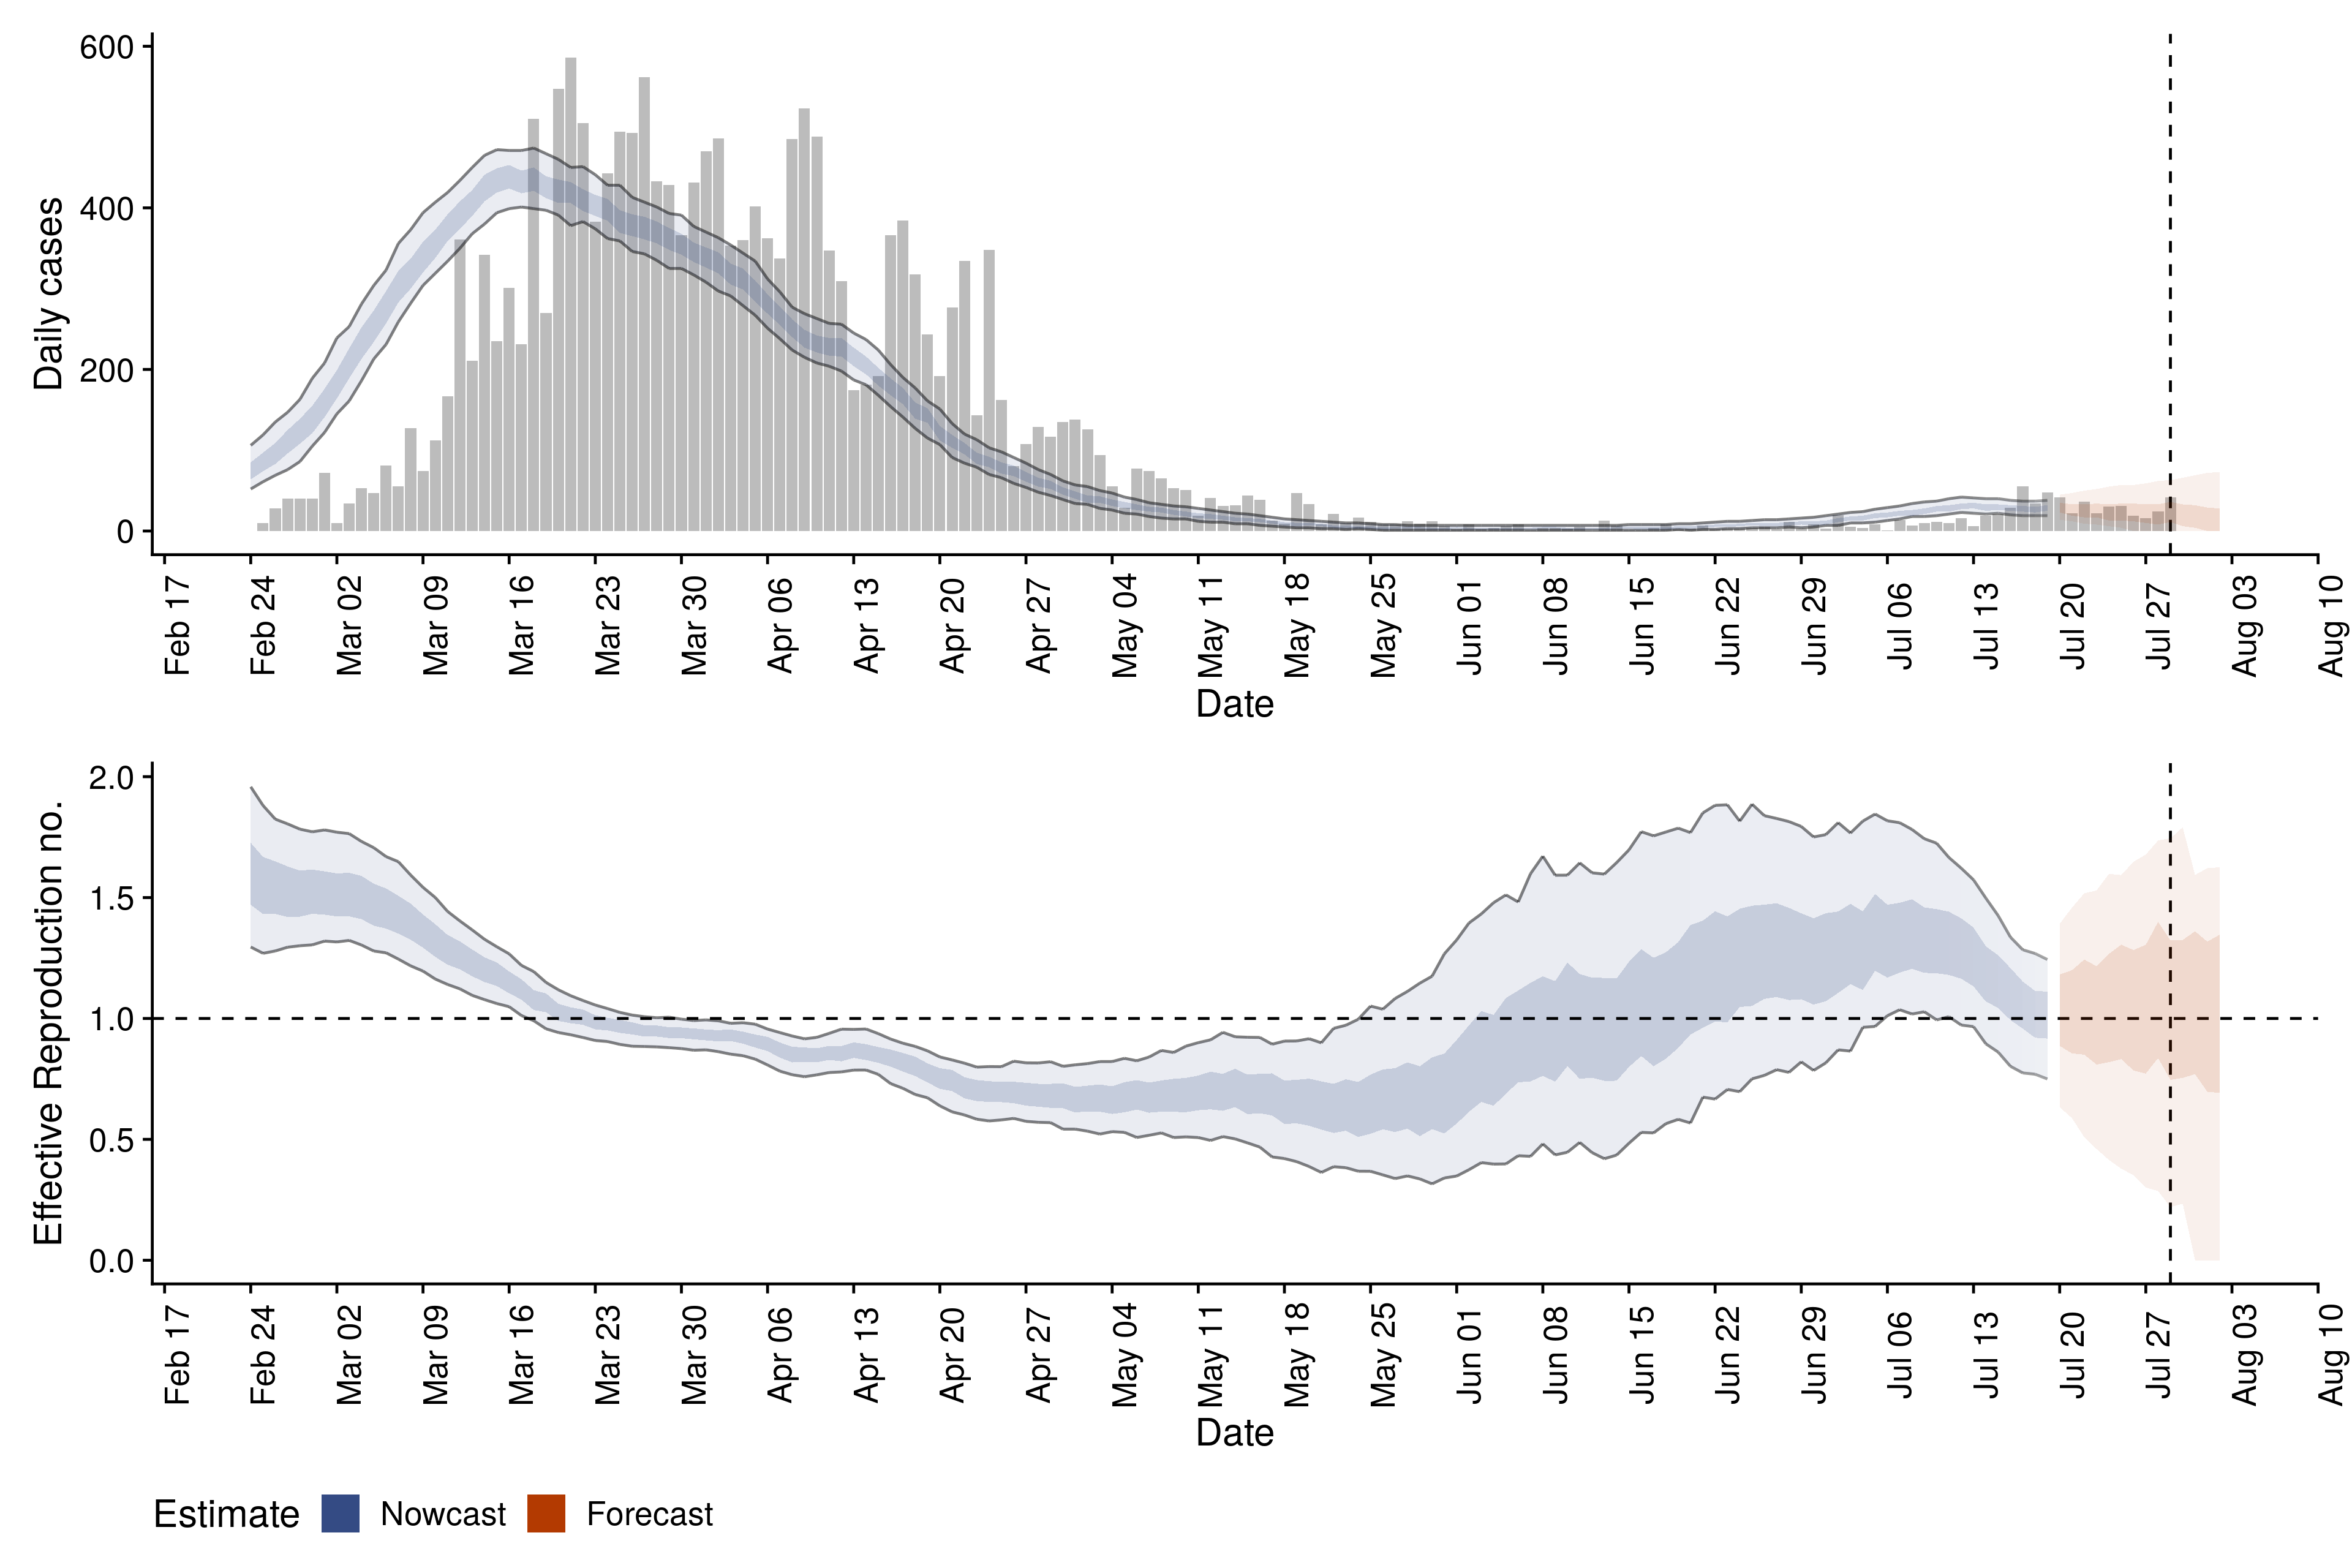 Daily cases
600
400
200
0
Feb 17
Feb 24
Mar 02
Mar 09
Mar 16
Mar 23
Mar 30
Apr 06
Apr 13
Apr 20
Apr 27
May 04
May 11
May 18
May 25
Jun 01
Jun 08
Jun 15
Jun 22
Jun 29
Jul 06
Jul 13
Jul 20
Jul 27
Aug 03
Aug 10
Date
Effective Reproduction no.
2.0
1.5
1.0
0.5
0.0
Feb 17
Feb 24
Mar 02
Mar 09
Mar 16
Mar 23
Mar 30
Apr 06
Apr 13
Apr 20
Apr 27
May 04
May 11
May 18
May 25
Jun 01
Jun 08
Jun 15
Jun 22
Jun 29
Jul 06
Jul 13
Jul 20
Jul 27
Aug 03
Aug 10
Date
Estimate Nowcast Forecast